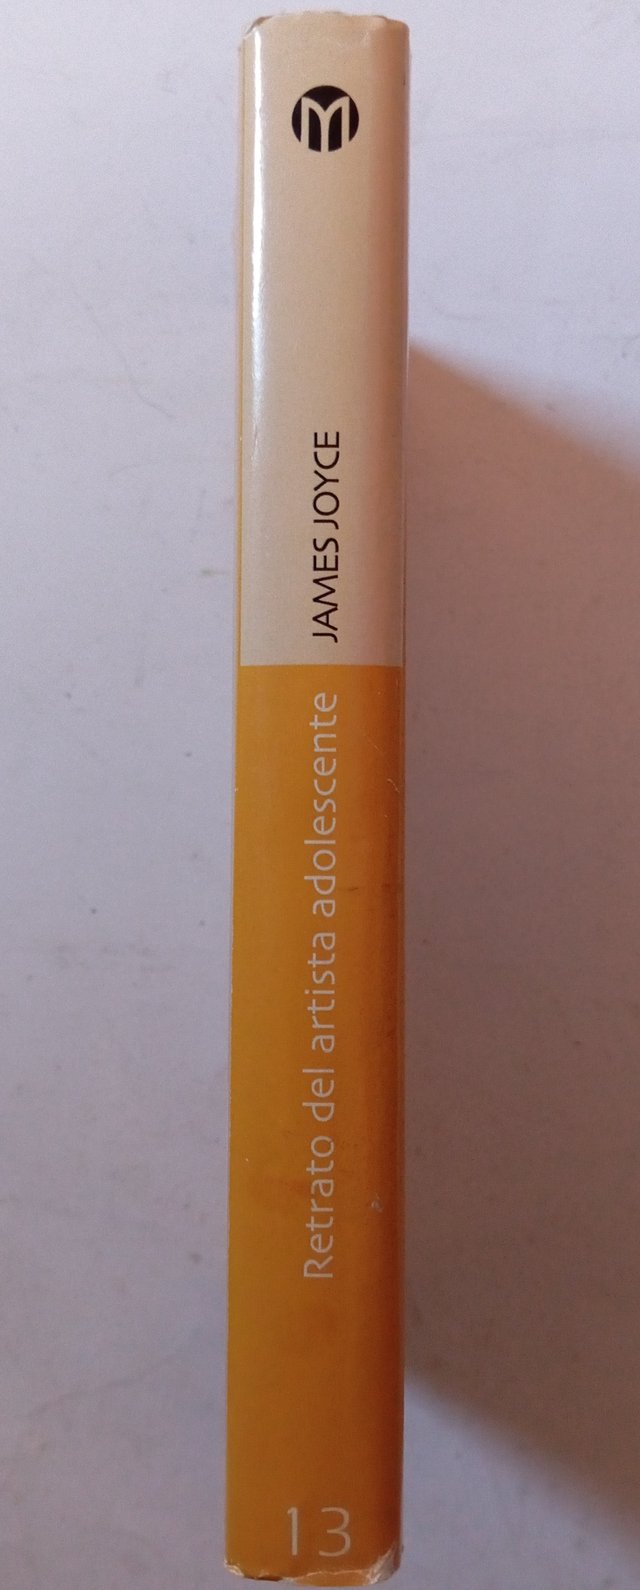 M
JAMES JOYCE
Retrato del artista adolescente
13